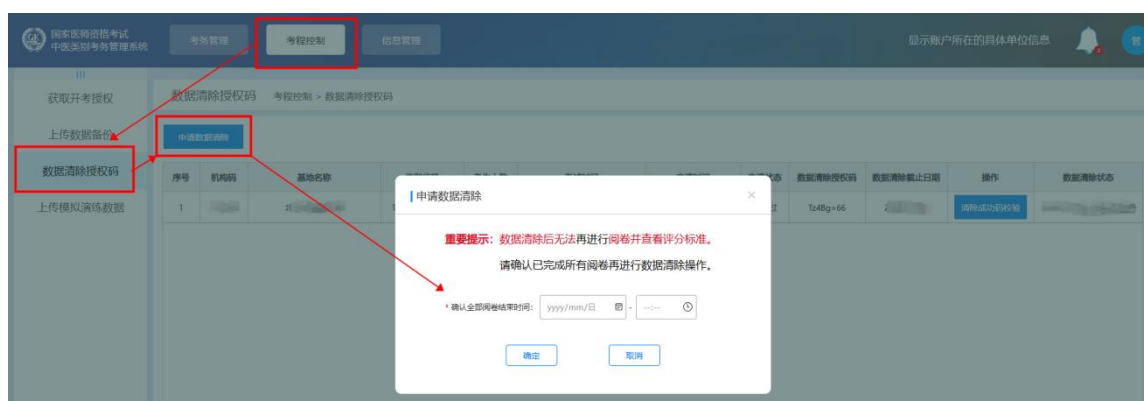 国家医师资格考试
中医类别考务管理系统
考务管理 考程控制 信息管理
显示账户所在的具体单位信息
管
获取开考授权
数据清除授权码 考程控制 > 数据清除授权码
上传数据备份
申请数据清除
数据清除授权码
序号 机构码 基地名称 数据清除授权码 数据清除截止日期 操作 数据清除状态
上传模拟演练数据
1 Tz4Bg=66 清除成功码校验
申请数据清除
重要提示：数据清除后无法再进行阅卷并查看评分标准。
请确认已完成所有阅卷再进行数据清除操作。
* 确认全部阅卷结束时间： yyyy/mm/日 - --:--
确定 取消